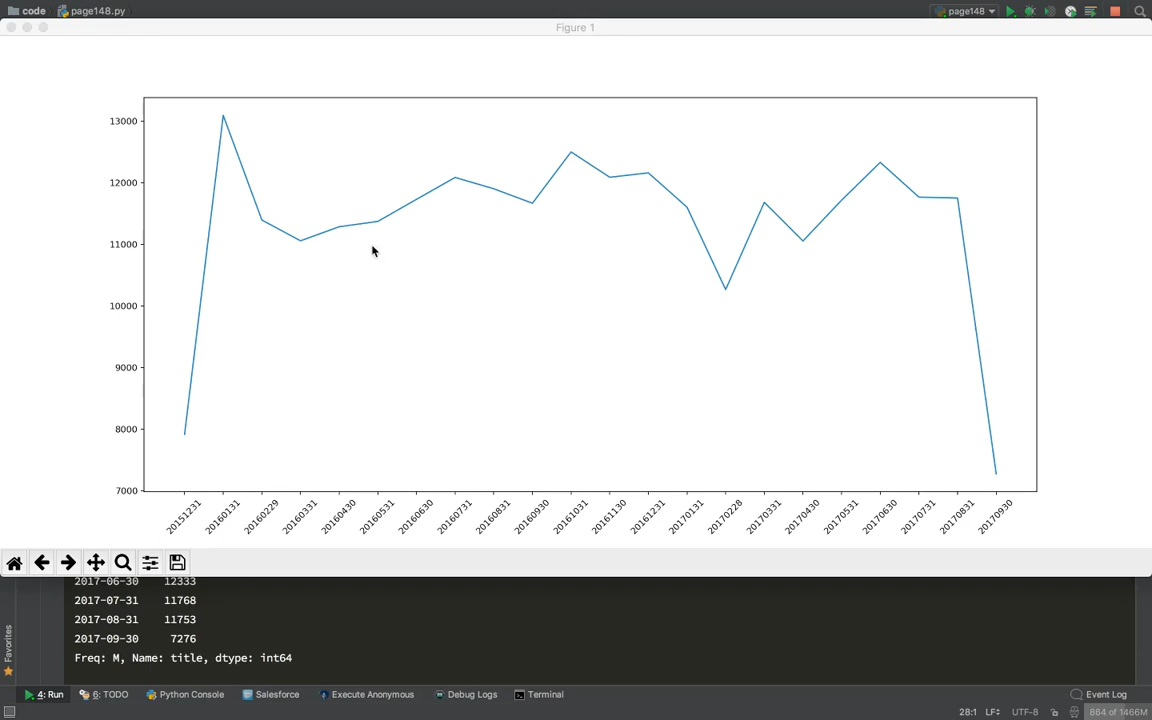 code page148.py page148
Figure 1
13000
12000
11000
10000
9000
8000
7000
20151231 20160131 20160229 20160331 20160430 20160531 20160630 20160731 20160831 20160930 20161031 20161130 20161231 20170131 20170228 20170331 20170430 20170531 20170630 20170731 20170831 20170930
2017-06-30 12333
2017-07-31 11768
2017-08-31 11753
2017-09-30 7276
Freq: M, Name: title, dtype: int64
Favorites
4: Run 6: TODO Python Console Salesforce Execute Anonymous Debug Logs Terminal Event Log
28:1 LF UTF-8 864 of 1466M